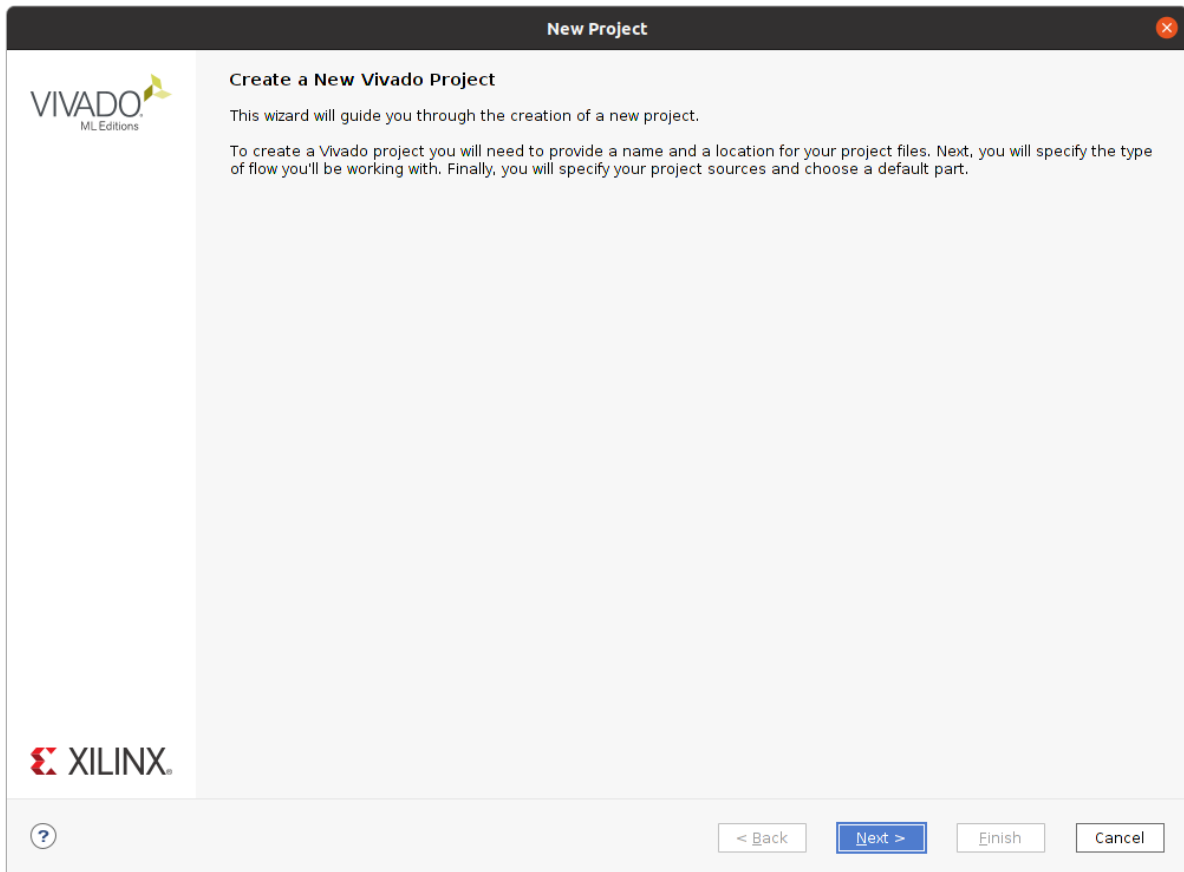 New Project
VIVADO
ML Editions
Create a New Vivado Project
This wizard will guide you through the creation of a new project.
To create a Vivado project you will need to provide a name and a location for your project files. Next, you will specify the type
of flow you'll be working with. Finally, you will specify your project sources and choose a default part.
XILINX
?
< Back
Next >
Finish
Cancel